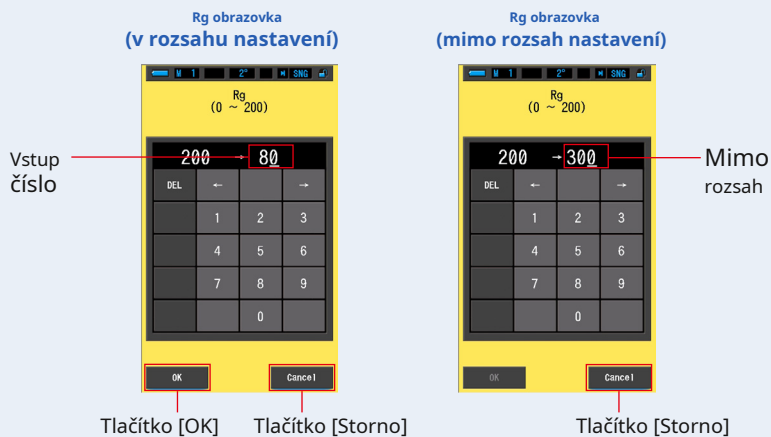 Rg obrazovka
(v rozsahu nastavení)
M 1 2° SNG
Rg
(0 ~ 200)
Vstup
číslo
200 → 80
DEL ← →
1 2 3
4 5 6
7 8 9
0
OK Cancel
Tlačítko [OK] Tlačítko [Storno]
Rg obrazovka
(mimo rozsah nastavení)
M 1 2° SNG
Rg
(0 ~ 200)
200 → 300
Mimo
rozsah
DEL ← →
1 2 3
4 5 6
7 8 9
0
OK Cancel
Tlačítko [Storno]